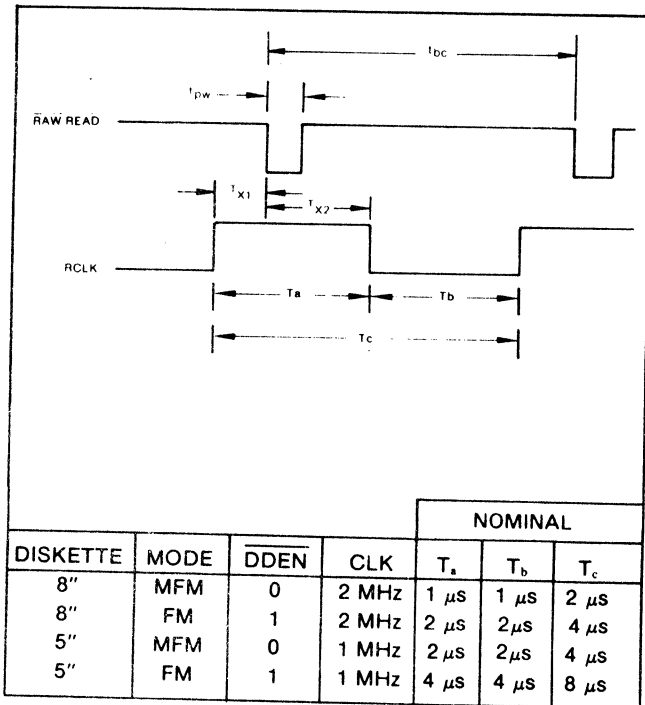 tbc
tpw
RAW READ
TX1
TX2
RCLK
Ta
Tb
Tc
NOMINAL
DISKETTE MODE DDEN CLK Ta Tb Tc
8″ MFM 0 2 MHz 1 μs 1 μs 2 μs
8″ FM 1 2 MHz 2 μs 2μs 4 μs
5″ MFM 0 1 MHz 2μs 2μs 4 μs
5″ FM 1 1 MHz 4 μs 4 μs 8 μs